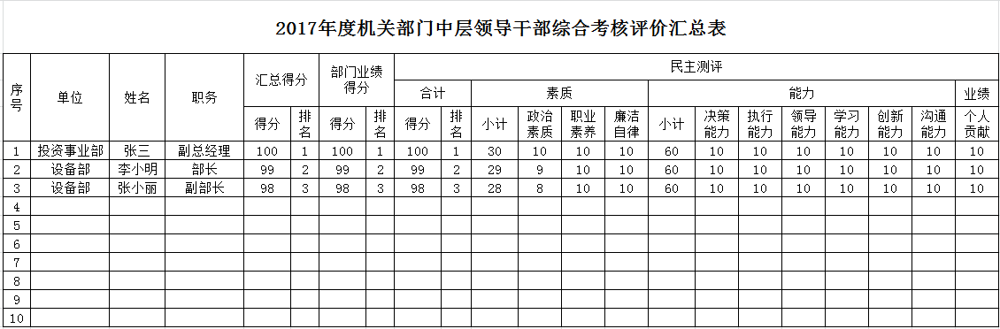 2017年度机关部门中层领导干部综合考核评价汇总表
序号 单位 姓名 职务 汇总得分 部门业绩得分 民主测评
合计 素质 能力 业绩
得分 排名 得分 排名 得分 排名 小计 政治素质 职业素养 廉洁自律 小计 决策能力 执行能力 领导能力 学习能力 创新能力 沟通能力 个人贡献
1 投资事业部 张三 副总经理 100 1 100 1 100 1 30 10 10 10 60 10 10 10 10 10 10 10
2 设备部 李小明 部长 99 2 99 2 99 2 29 9 10 10 60 10 10 10 10 10 10 10
3 设备部 张小丽 副部长 98 3 98 3 98 3 28 8 10 10 60 10 10 10 10 10 10 10
4
5
6
7
8
9
10